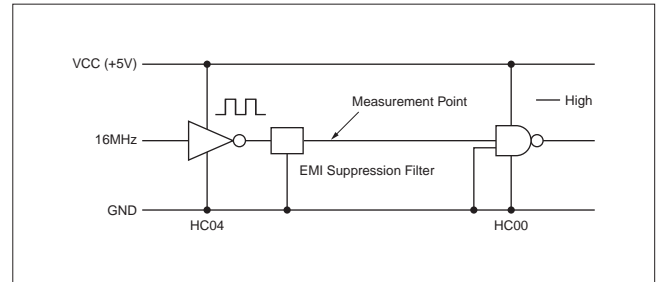 VCC (+5V)
Measurement Point
High
16MHz
EMI Suppression Filter
GND
HC04
HC00